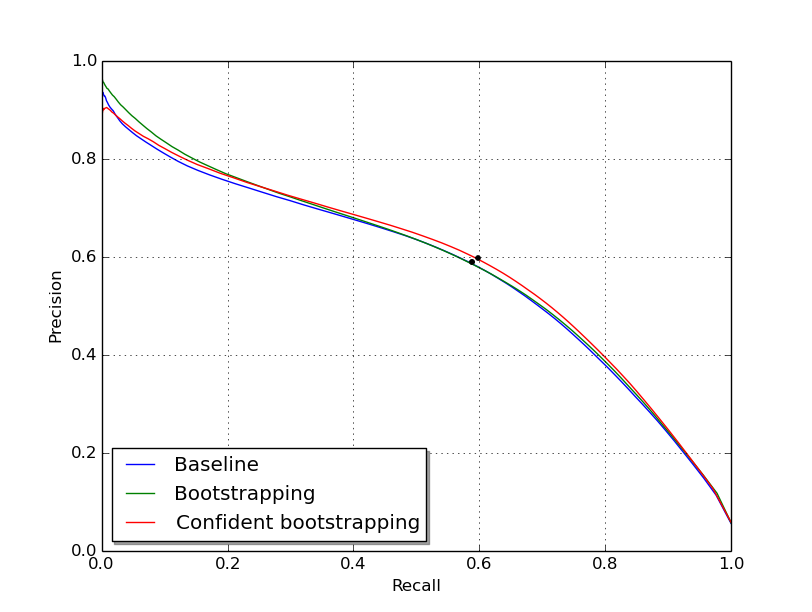 1.0
0.8
0.6
0.4
0.2
0.0
Precision
Baseline
Bootstrapping
Confident bootstrapping
0.0 0.2 0.4 0.6 0.8 1.0
Recall